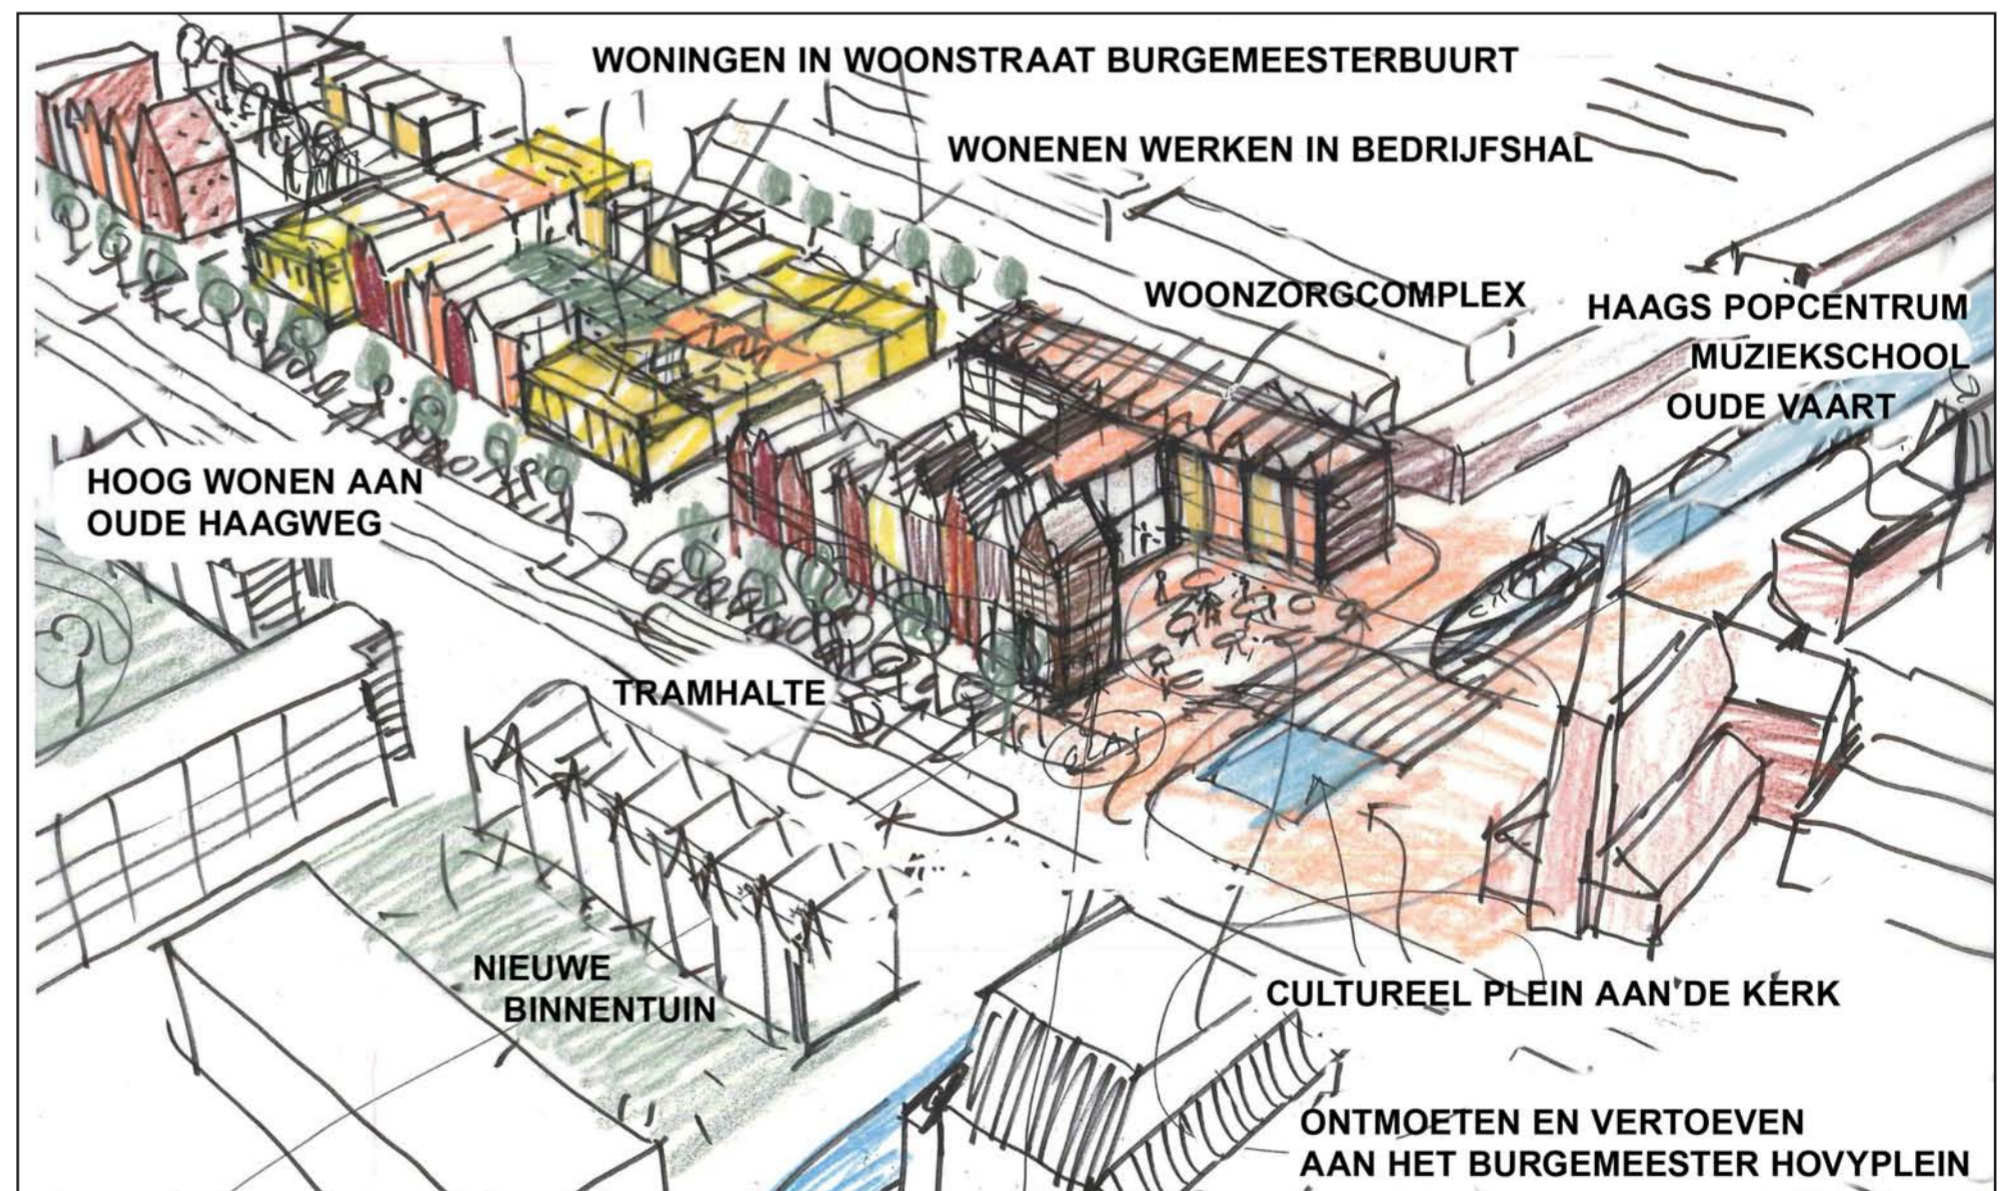 WONINGEN IN WOONSTRAAT BURGEMEESTERBUURT
WONENEN WERKEN IN BEDRIJFSHAL
WOONZORGCOMPLEX
HAAGS POPCENTRUM
MUZIEKSCHOOL
OUDE VAART
HOOG WONEN AAN
OUDE HAAGWEG
TRAMHALTE
GLAS
NIEUWE
BINNENTUIN
CULTUREEL PLEIN AAN DE KERK
ONTMOETEN EN VERTOEVEN
AAN HET BURGEMEESTER HOVYPLEIN